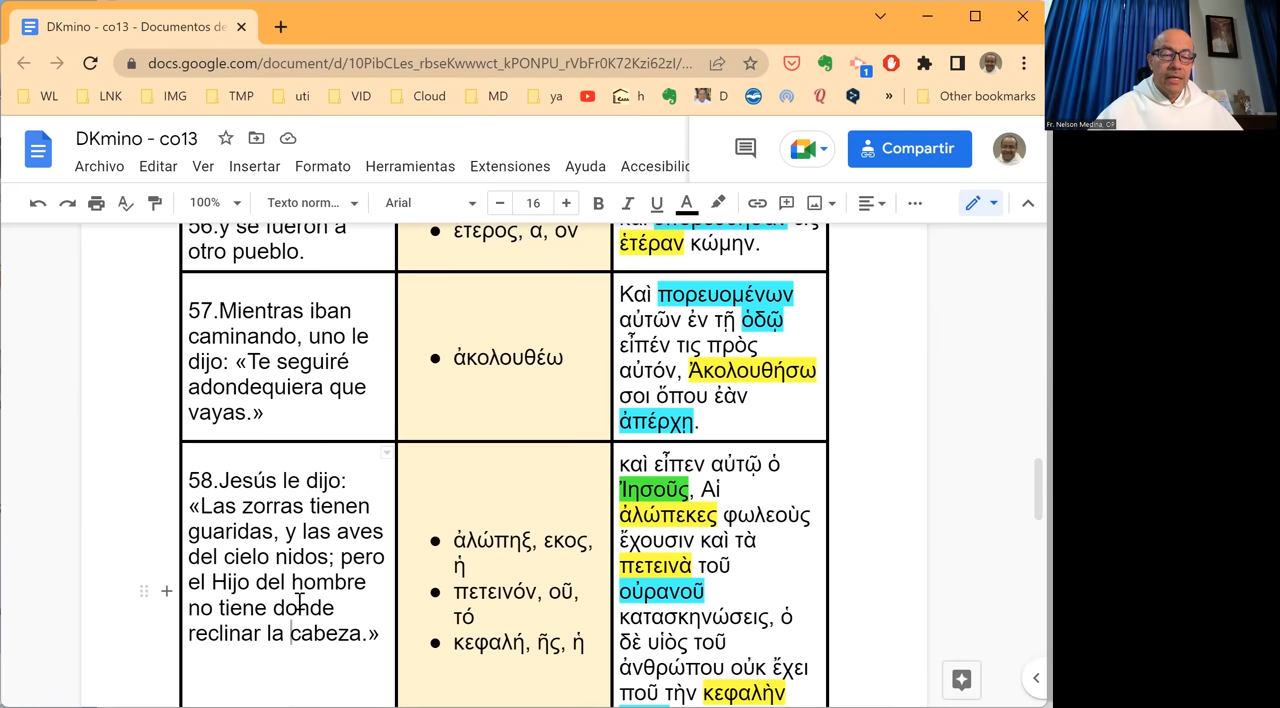 DKmino - co13 - Documentos de
docs.google.com/document/d/10PibCLes_rbseKwwvct_kPONPU_rVbFr0K72Kzi62zI/...
1
WL
LNK
IMG
TMP
uti
VID
Cloud
MD
ya
h
D
»
Other bookmarks
Fr. Nelson Medina, OP
DKmino - co13
Archivo
Editar
Ver
Insertar
Formato
Herramientas
Extensiones
Ayuda
Compartir
100%
Texto norm...
Arial
16
B
I
U
A
56.y se fueron a
otro pueblo.
ἕτερος, α, ον
ἑτέραν κώμην.
57.Mientras iban
caminando, uno le
dijo: «Te seguiré
adondequiera que
vayas.»
ἀκολουθέω
Καὶ πορευομένων
αὐτῶν ἐν τῇ ὁδῷ
εἶπέν τις πρὸς
αὐτόν, Ἀκολουθήσω
σοι ὅπου ἐὰν
ἀπέρχῃ.
58.Jesús le dijo:
«Las zorras tienen
guaridas, y las aves
del cielo nidos; pero
el Hijo del hombre
no tiene donde
reclinar la cabeza.»
ἀλώπηξ, εκος,
ἡ
πετεινόν, οῦ,
τό
κεφαλή, ῆς, ἡ
καὶ εἶπεν αὐτῷ ὁ
Ἰησοῦς, Αἱ
ἀλώπεκες φωλεοὺς
ἔχουσιν καὶ τὰ
πετεινὰ τοῦ
οὐρανοῦ
κατασκηνώσεις, ὁ
δὲ υἱὸς τοῦ
ἀνθρώπου οὐκ ἔχει
ποῦ τὴν κεφαλὴν